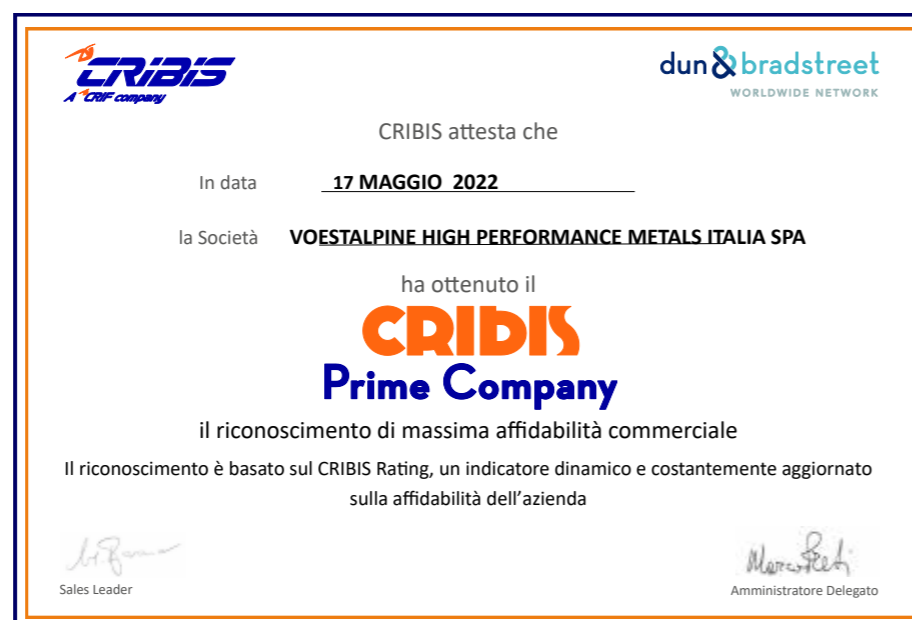 CRIBIS
A CRIF company
dun & bradstreet
WORLDWIDE NETWORK
CRIBIS attesta che
In data 17 MAGGIO 2022
la Società VOESTALPINE HIGH PERFORMANCE METALS ITALIA SPA
ha ottenuto il
CRIBIS
Prime Company
il riconoscimento di massima affidabilità commerciale
Il riconoscimento è basato sul CRIBIS Rating, un indicatore dinamico e costantemente aggiornato
sulla affidabilità dell’azienda
Sales Leader
Amministratore Delegato